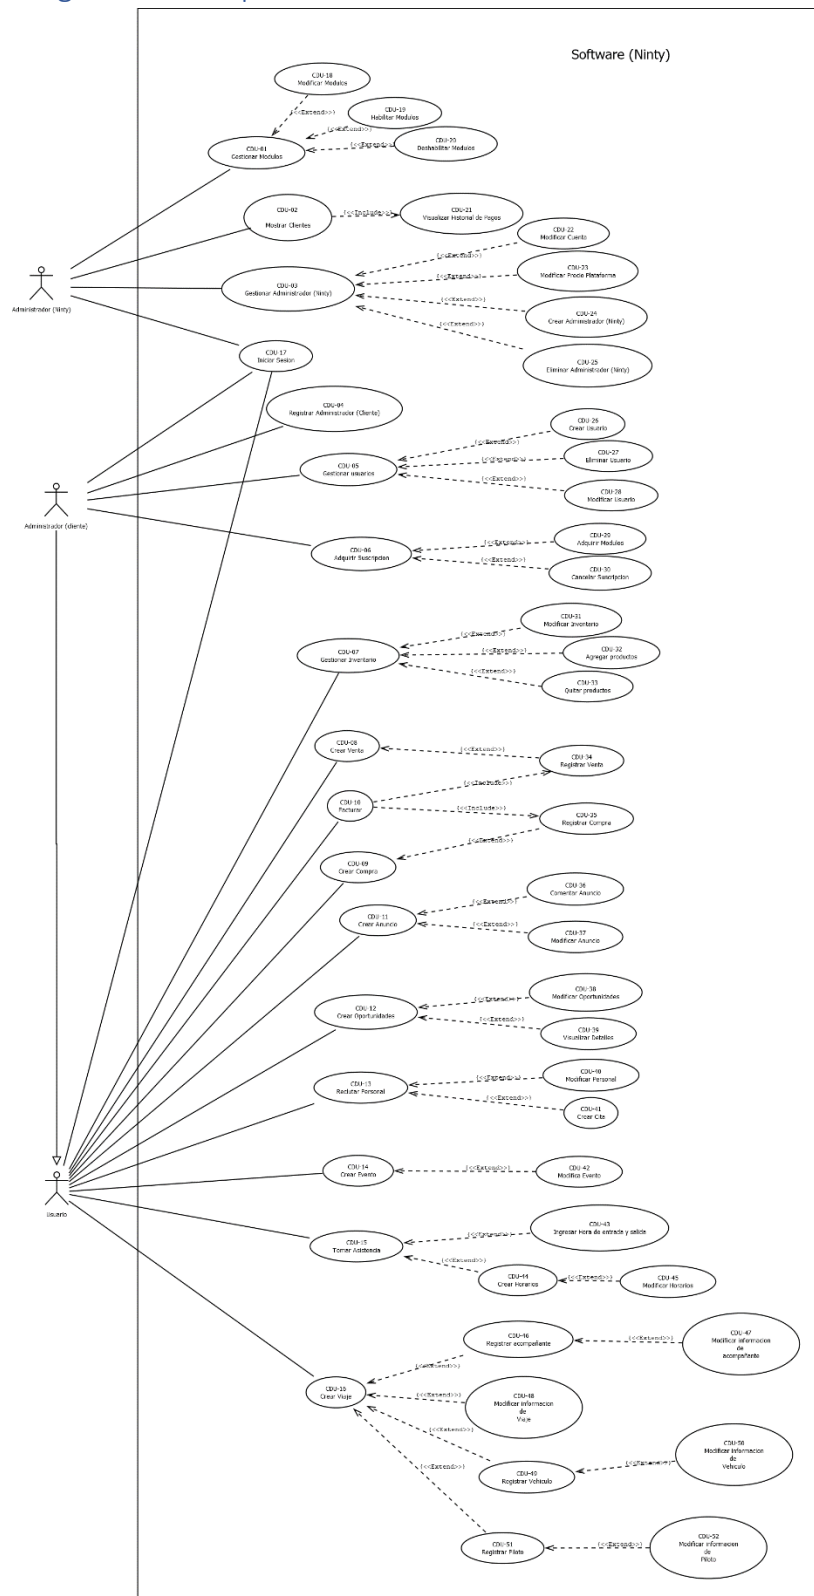 Software (Ninty)
CDU-18
Modificar Modulos
(<<Extend>>)
CDU-19
Habilitar Modulos
(<<Extend>>)
CDU-20
Deshabilitar Modulos
(<<Extend>>)
CDU-01
Gestionar Modulos
CDU-02
Mostrar Clientes
(<<Include>>)
CDU-21
Visualizar Historial de Pagos
CDU-22
Modificar Cuenta
(<<Extend>>)
CDU-23
Modificar Precio Plataforma
(<<Extend>>)
CDU-03
Gestionar Administrador (Ninty)
(<<Extend>>)
CDU-24
Crear Administrador (Ninty)
(<<Extend>>)
CDU-25
Eliminar Administrador (Ninty)
Administrador (Ninty)
CDU-17
Iniciar Sesion
CDU-04
Registrar Administrador (Cliente)
CDU-26
Crear Usuario
(<<Extend>>)
CDU-27
Eliminar Usuario
(<<Extend>>)
CDU-05
Gestionar usuarios
(<<Extend>>)
CDU-28
Modificar Usuario
Administrador (cliente)
CDU-29
Adquirir Modulos
(<<Extend>>)
CDU-06
Adquirir Suscripcion
(<<Extend>>)
CDU-30
Cancelar Suscripcion
CDU-31
Modificar Inventario
(<<Extend>>)
CDU-32
Agregar productos
(<<Extend>>)
CDU-07
Gestionar Inventario
(<<Extend>>)
CDU-33
Quitar productos
CDU-08
Crear Venta
(<<Extend>>)
CDU-34
Registrar Venta
(<<Include>>)
CDU-10
Facturar
(<<Include>>)
CDU-35
Registrar Compra
(<<Extend>>)
CDU-09
Crear Compra
CDU-36
Comentar Anuncio
(<<Extend>>)
CDU-11
Crear Anuncio
(<<Extend>>)
CDU-37
Modificar Anuncio
CDU-38
Modificar Oportunidades
(<<Extend>>)
CDU-12
Crear Oportunidades
(<<Extend>>)
CDU-39
Visualizar Detalles
CDU-40
Modificar Personal
(<<Extend>>)
CDU-13
Reclutar Personal
(<<Extend>>)
CDU-41
Crear Cita
CDU-14
Crear Evento
(<<Extend>>)
CDU-42
Modifica Evento
Usuario
CDU-43
Ingresar Hora de entrada y salida
(<<Extend>>)
CDU-15
Tomar Asistencia
(<<Extend>>)
CDU-44
Crear Horarios
(<<Extend>>)
CDU-45
Modificar Horarios
CDU-46
Registrar acompañante
(<<Extend>>)
CDU-47
Modificar informacion
de
acompañante
(<<Extend>>)
CDU-16
Crear Viaje
(<<Extend>>)
CDU-48
Modificar informacion
de
Viaje
(<<Extend>>)
CDU-49
Registrar Vehiculo
(<<Extend>>)
CDU-50
Modificar informacion
de
Vehiculo
(<<Extend>>)
CDU-51
Registrar Piloto
(<<Extend>>)
CDU-52
Modificar informacion
de
Piloto